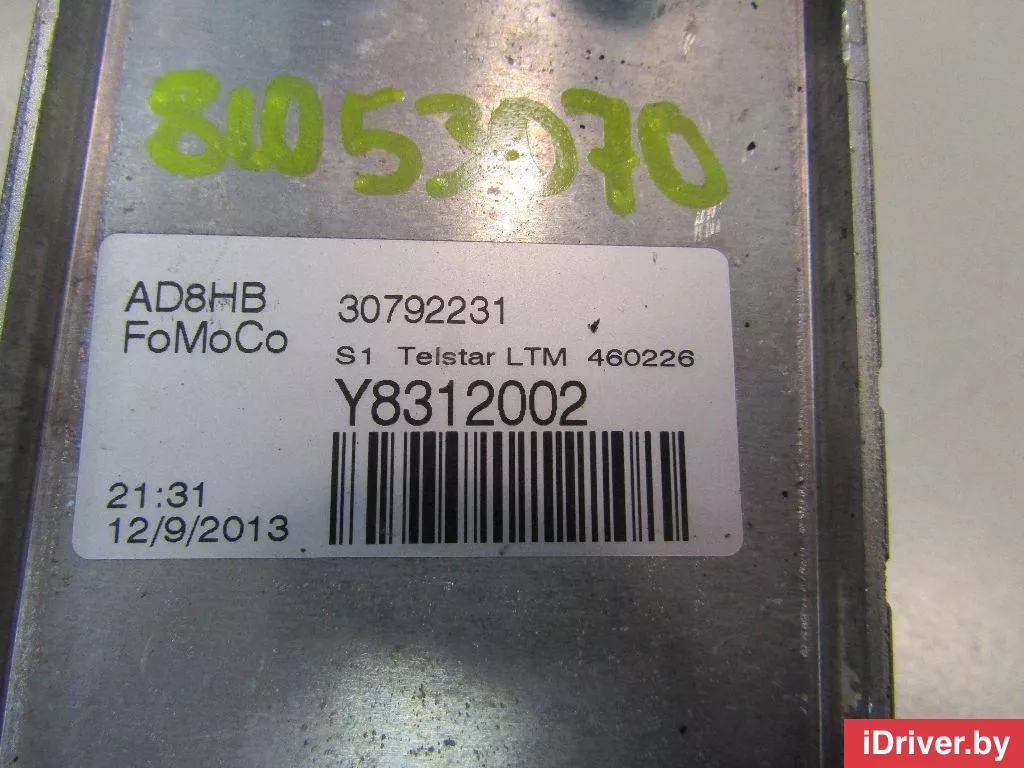 81053070
AD8HB 30792231
FoMoCo
S1 Telstar LTM 460226
Y8312002
21:31
12/9/2013
iDriver.by